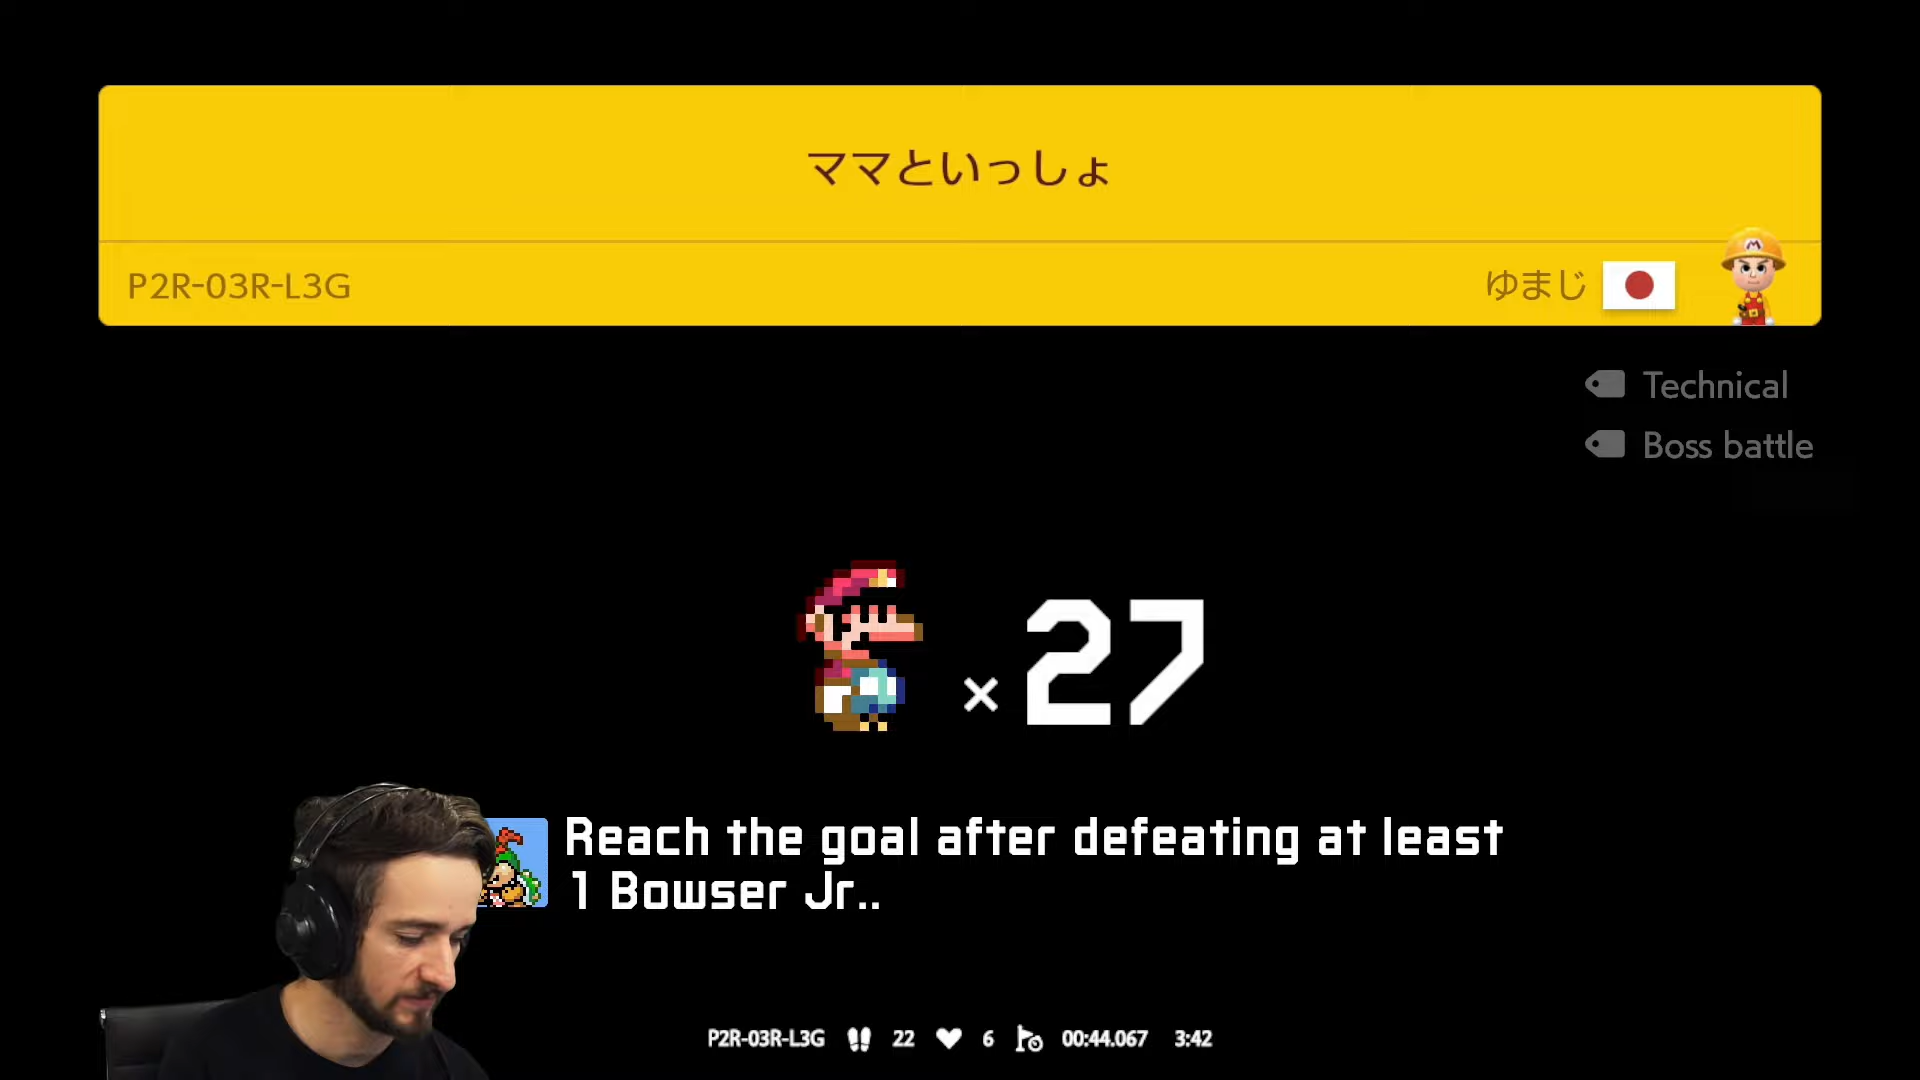 ママといっしょ
P2R-03R-L3G
ゆまじ
Technical
Boss battle
× 27
Reach the goal after defeating at least
1 Bowser Jr..
P2R-03R-L3G 22 6 00:44.067 3:42